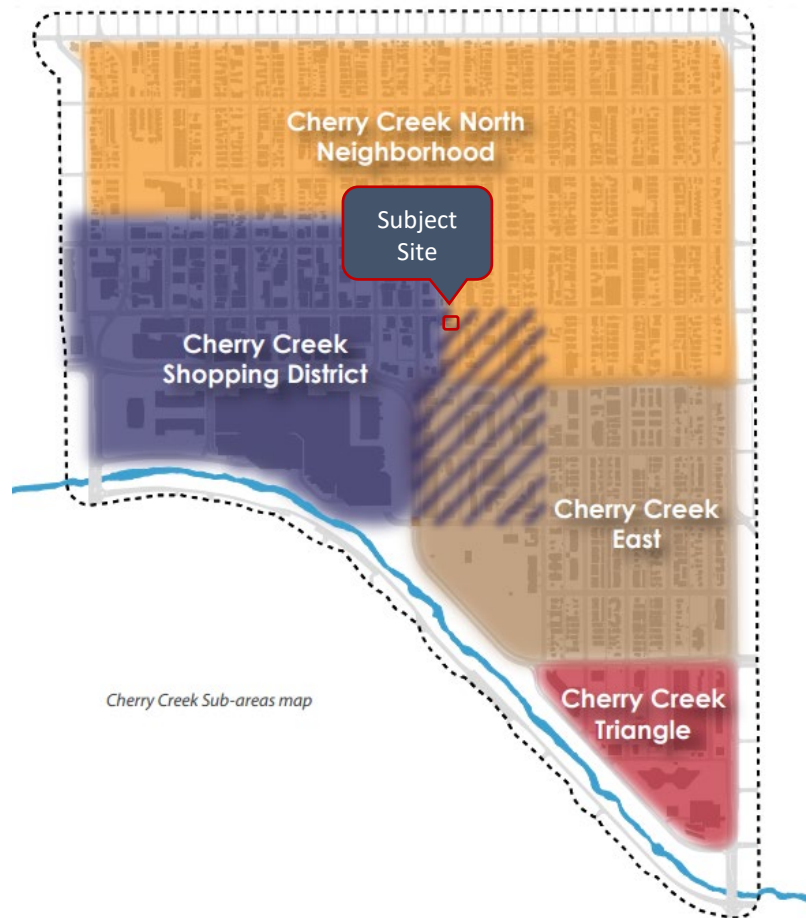 Cherry Creek North
Neighborhood
Subject
Site
Cherry Creek
Shopping District
Cherry Creek
East
Cherry Creek Sub-areas map
Cherry Creek
Triangle